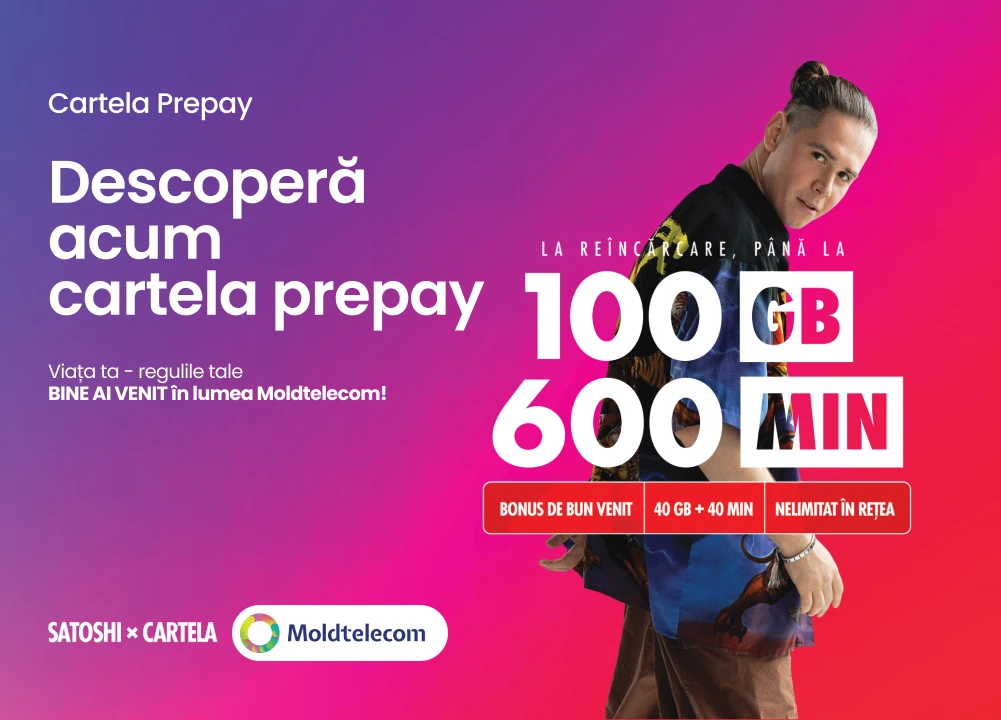 Cartela Prepay
Descoperă
acum
cartela prepay
Viața ta - regulile tale
BINE AI VENIT în lumea Moldtelecom!
LA REÎNCĂRCARE, PÂNĂ LA
100 GB
600 MIN
BONUS DE BUN VENIT 40 GB + 40 MIN NELIMITAT ÎN REȚEA
SATOSHI × CARTELA Moldtelecom